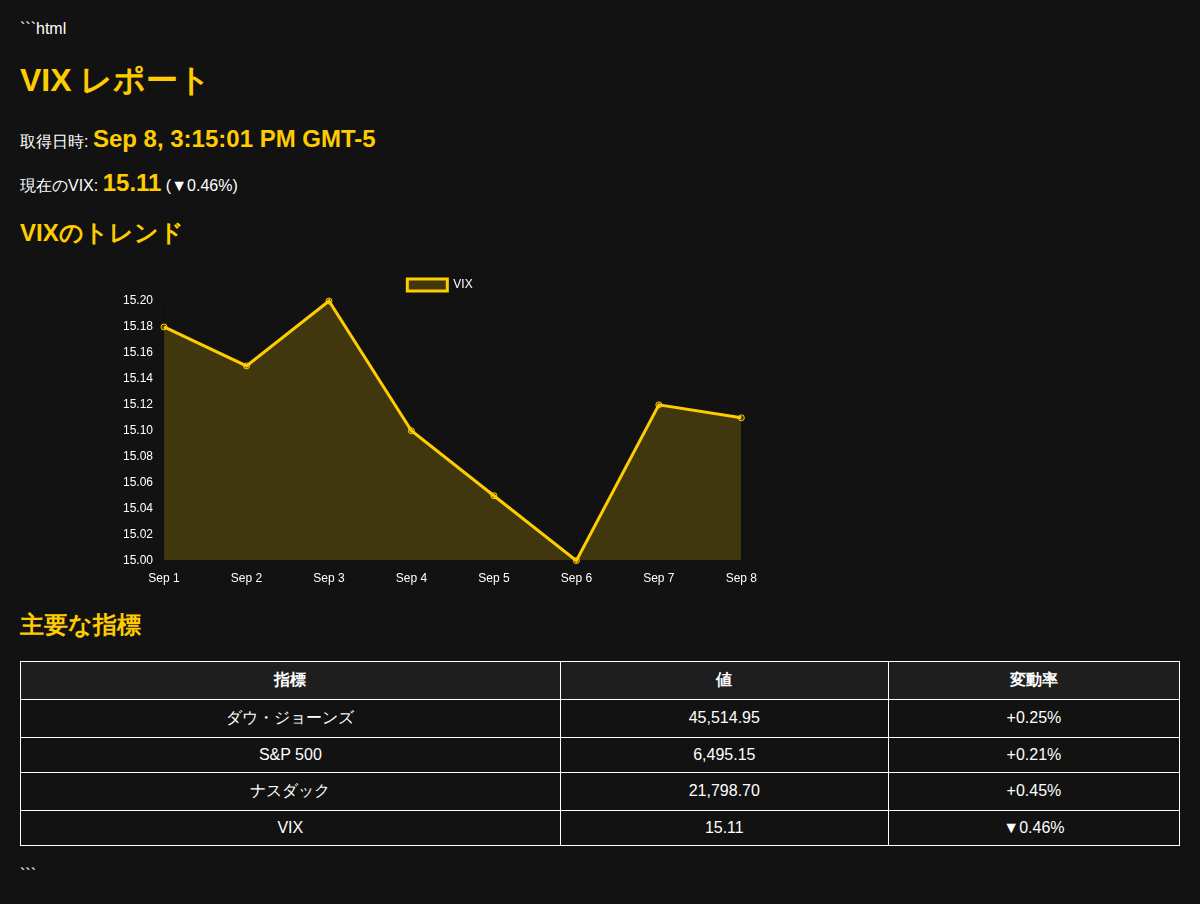 ```html
VIX レポート
取得日時: Sep 8, 3:15:01 PM GMT-5
現在のVIX: 15.11 (▼0.46%)
VIXのトレンド
VIX
15.20
15.18
15.16
15.14
15.12
15.10
15.08
15.06
15.04
15.02
15.00
Sep 1 Sep 2 Sep 3 Sep 4 Sep 5 Sep 6 Sep 7 Sep 8
主要な指標
指標 値 変動率
ダウ・ジョーンズ 45,514.95 +0.25%
S&P 500 6,495.15 +0.21%
ナスダック 21,798.70 +0.45%
VIX 15.11 ▼0.46%
```